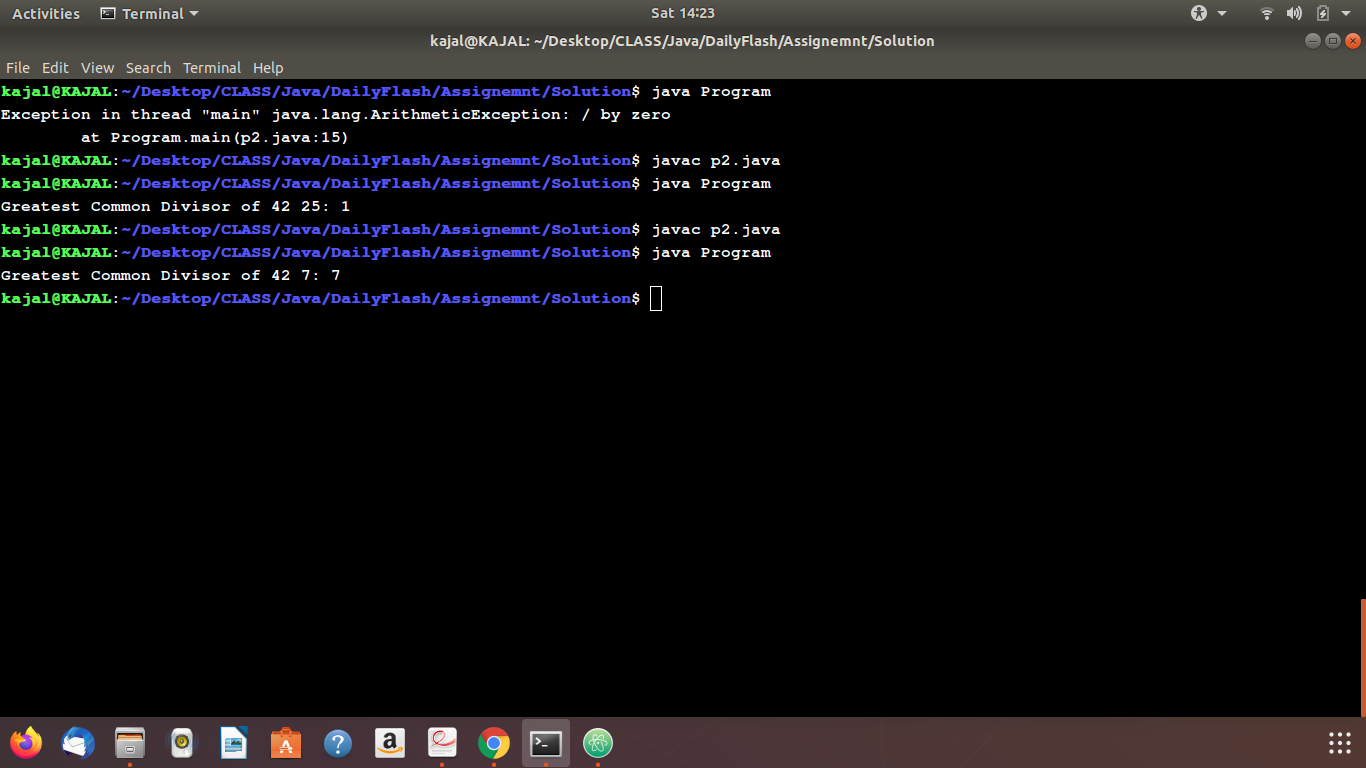 Activities Terminal Sat 14:23
kajal@KAJAL: ~/Desktop/CLASS/Java/DailyFlash/Assignemnt/Solution
File Edit View Search Terminal Help
kajal@KAJAL:~/Desktop/CLASS/Java/DailyFlash/Assignemnt/Solution$ java Program
Exception in thread "main" java.lang.ArithmeticException: / by zero
        at Program.main(p2.java:15)
kajal@KAJAL:~/Desktop/CLASS/Java/DailyFlash/Assignemnt/Solution$ javac p2.java
kajal@KAJAL:~/Desktop/CLASS/Java/DailyFlash/Assignemnt/Solution$ java Program
Greatest Common Divisor of 42 25: 1
kajal@KAJAL:~/Desktop/CLASS/Java/DailyFlash/Assignemnt/Solution$ javac p2.java
kajal@KAJAL:~/Desktop/CLASS/Java/DailyFlash/Assignemnt/Solution$ java Program
Greatest Common Divisor of 42 7: 7
kajal@KAJAL:~/Desktop/CLASS/Java/DailyFlash/Assignemnt/Solution$